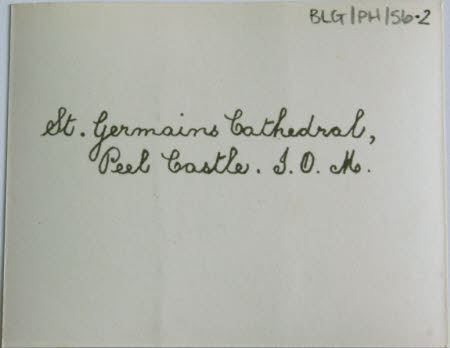 BLG/PH/56.2
St. Germains Cathedral,
Peel Castle. I. O. M.